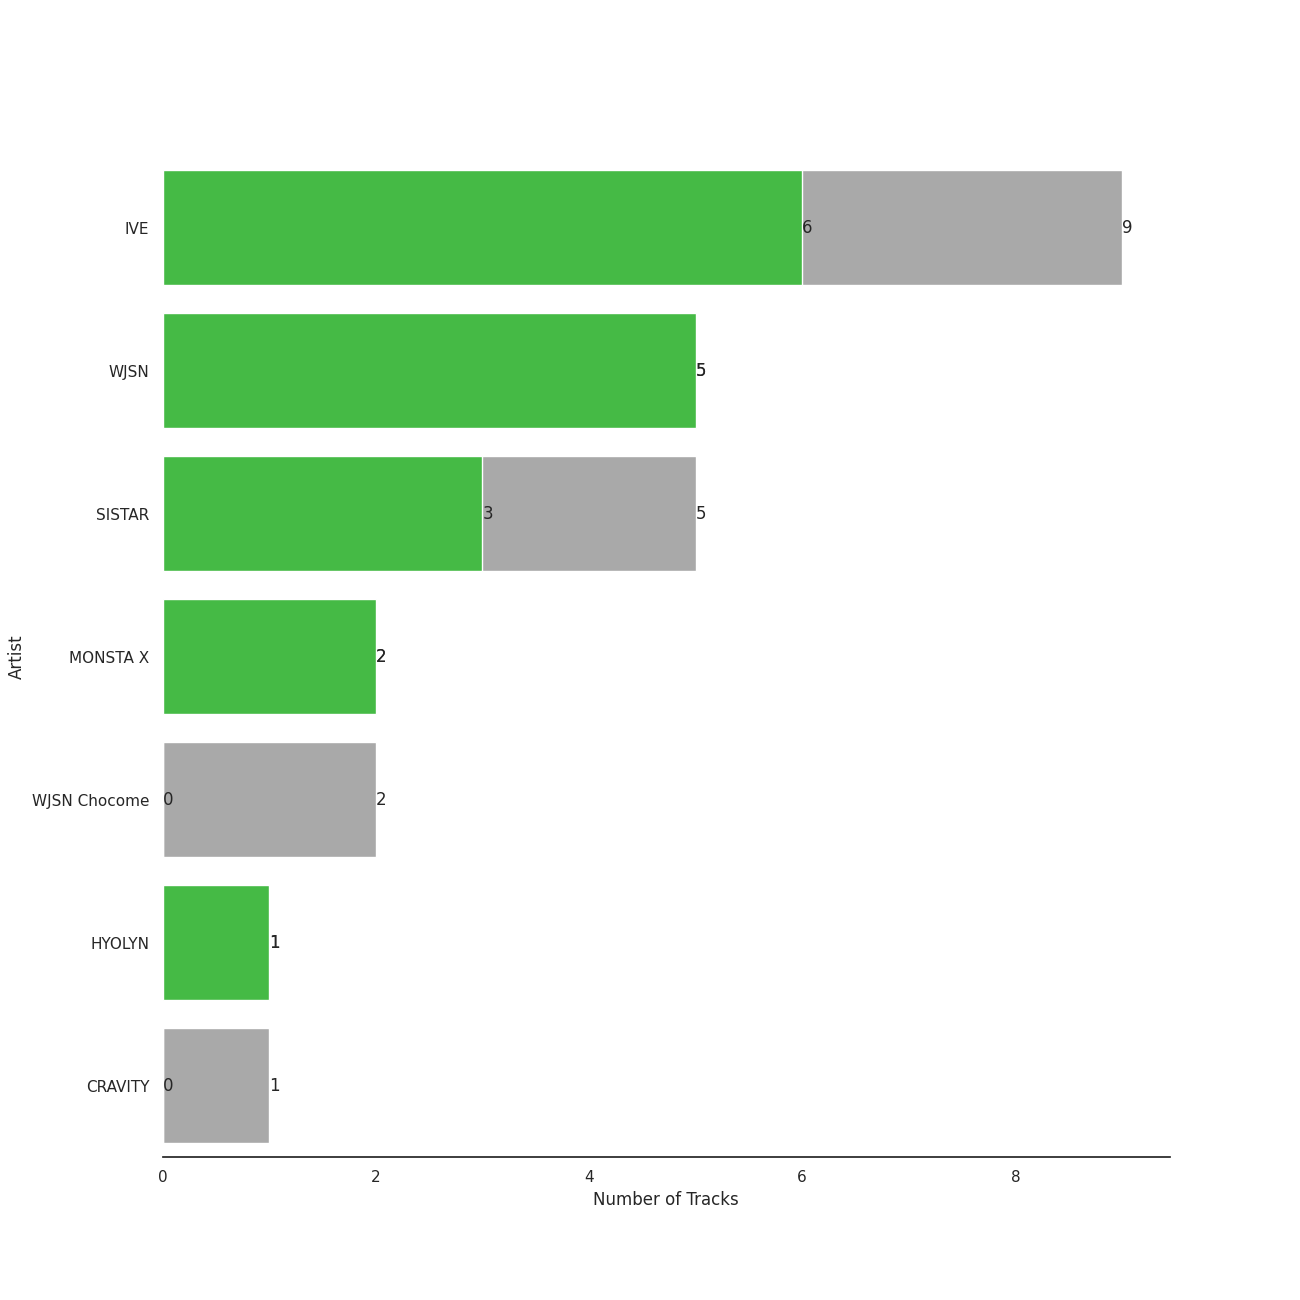 IVE
6
9
WJSN
5
SISTAR
3
5
MONSTA X
2
WJSN Chocome
0
2
HYOLYN
1
CRAVITY
0
1
0 2 4 6 8
Number of Tracks
Artist